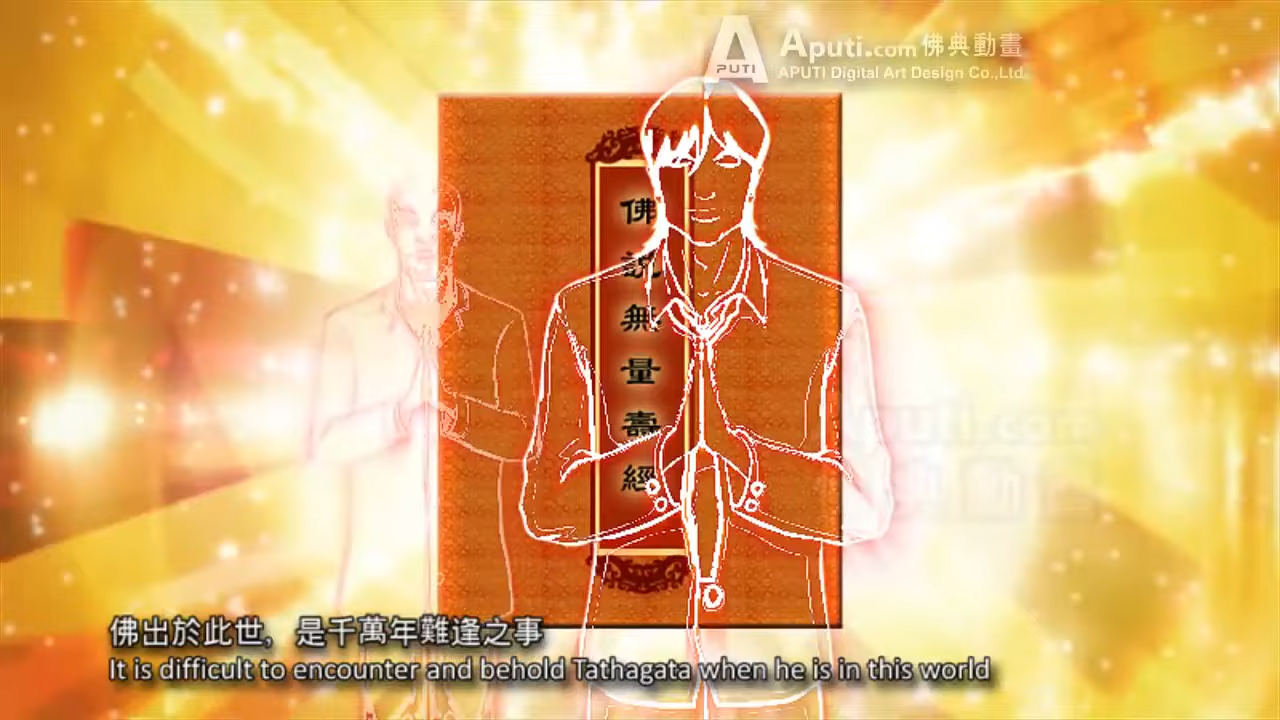 A
PUTI
Aputi.com 佛典動畫
APUTI Digital Art Design Co.,Ltd.
佛說無量壽經
佛出於此世，是千萬年難逢之事
It is difficult to encounter and behold Tathagata when he is in this world